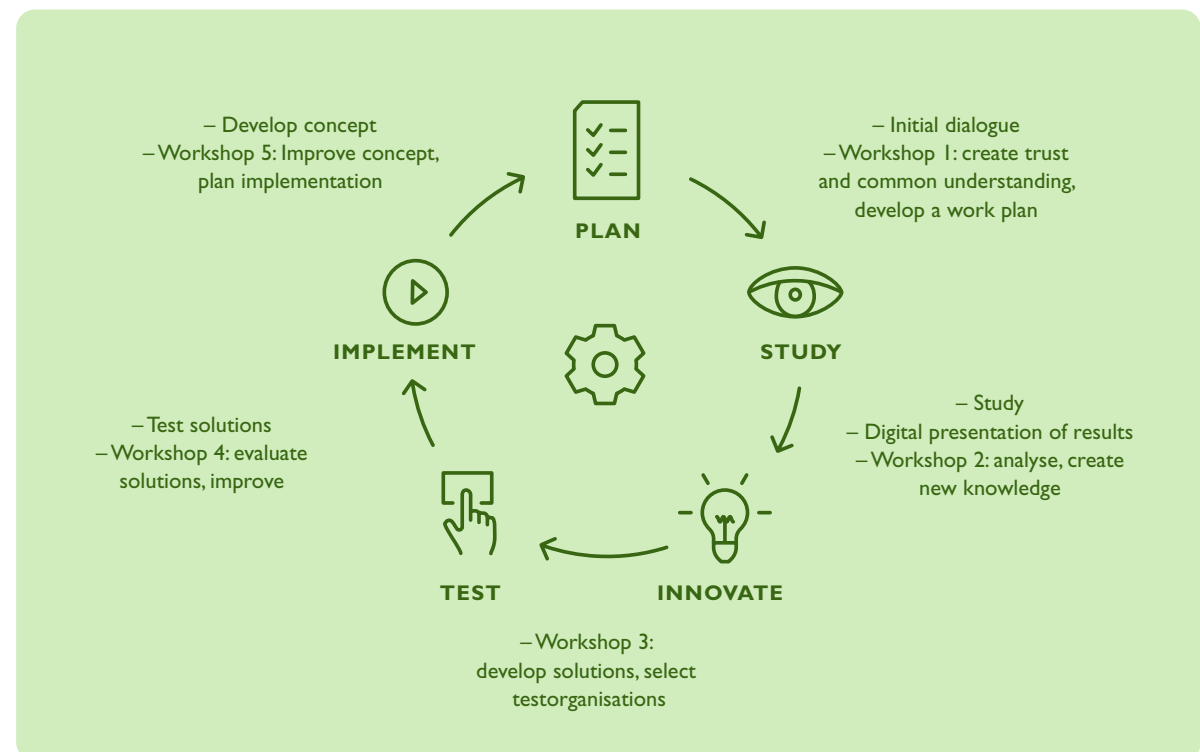 – Develop concept
– Workshop 5: Improve concept,
plan implementation
– Initial dialogue
– Workshop 1: create trust
and common understanding,
develop a work plan
PLAN
IMPLEMENT
STUDY
– Test solutions
– Workshop 4: evaluate
solutions, improve
– Study
– Digital presentation of results
– Workshop 2: analyse, create
new knowledge
TEST
INNOVATE
– Workshop 3:
develop solutions, select
testorganisations